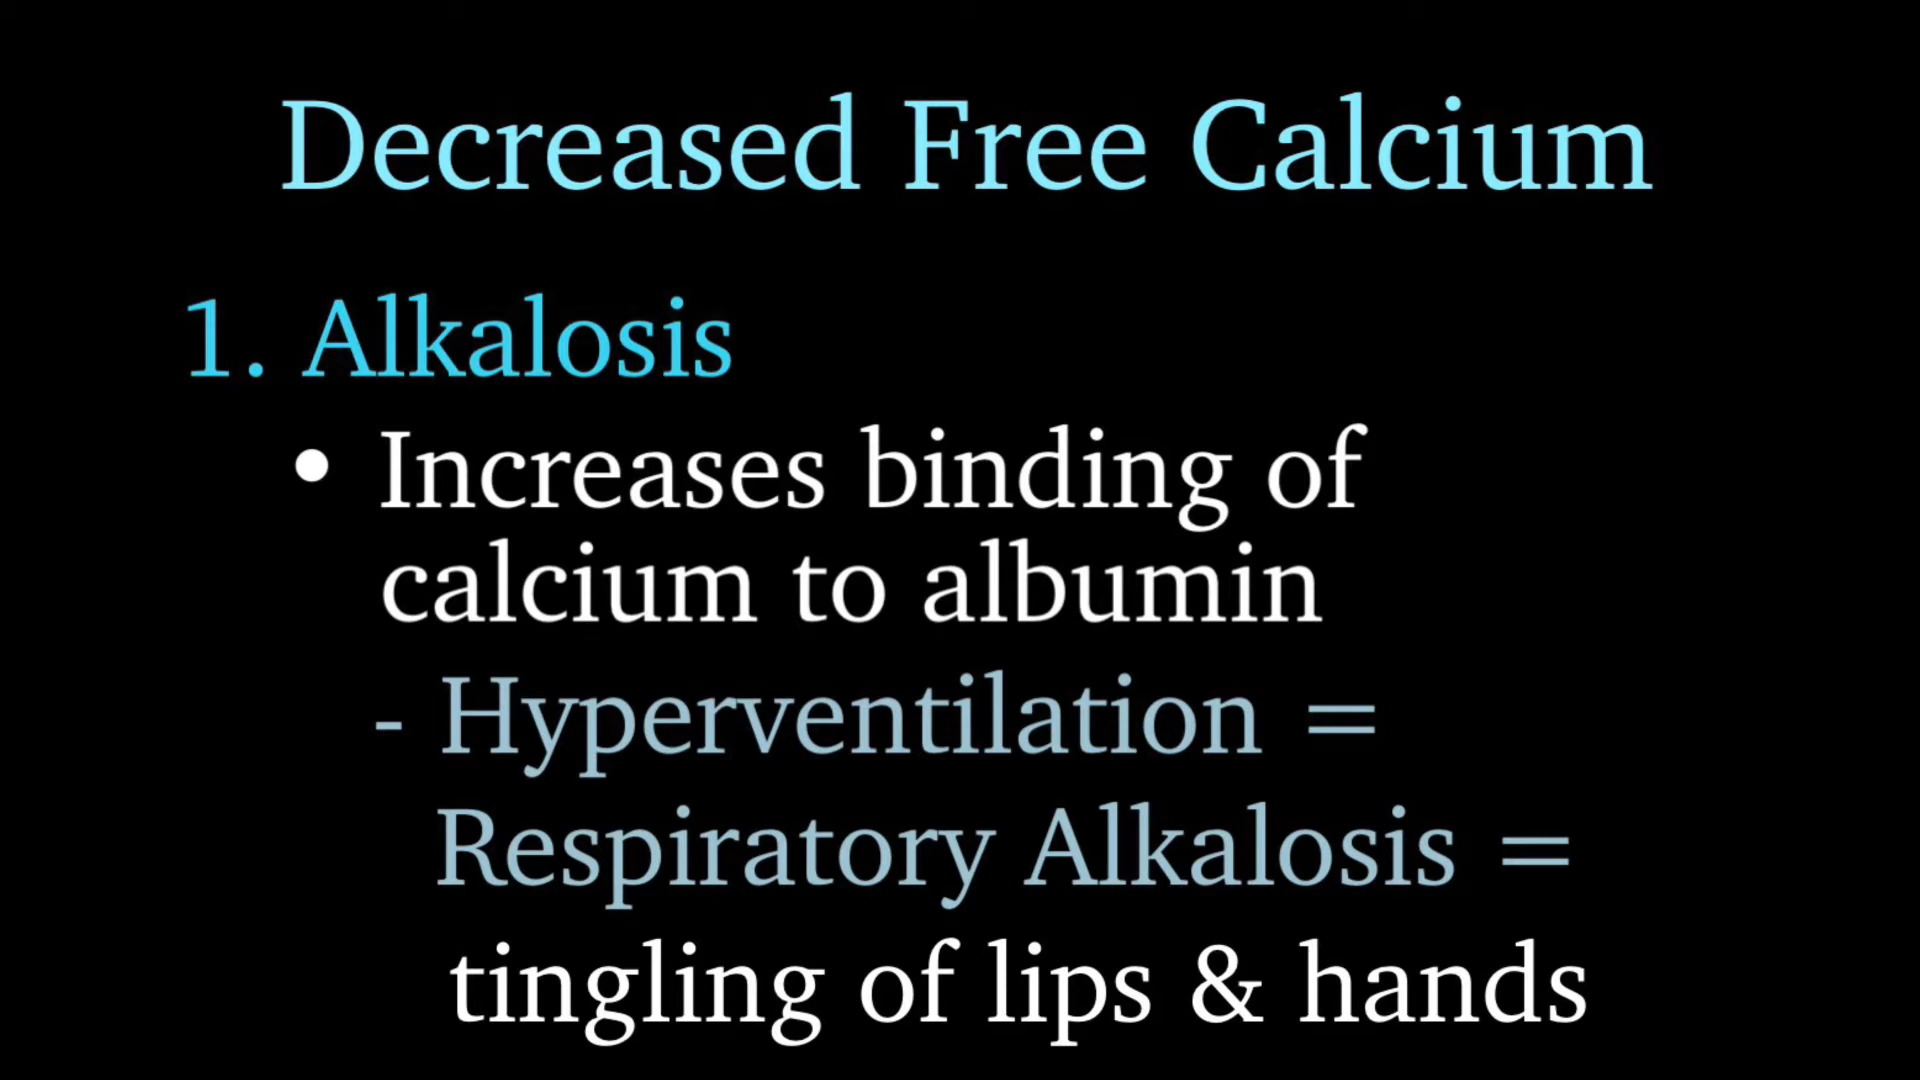 Decreased Free Calcium
1. Alkalosis
• Increases binding of
calcium to albumin
- Hyperventilation =
Respiratory Alkalosis =
tingling of lips & hands